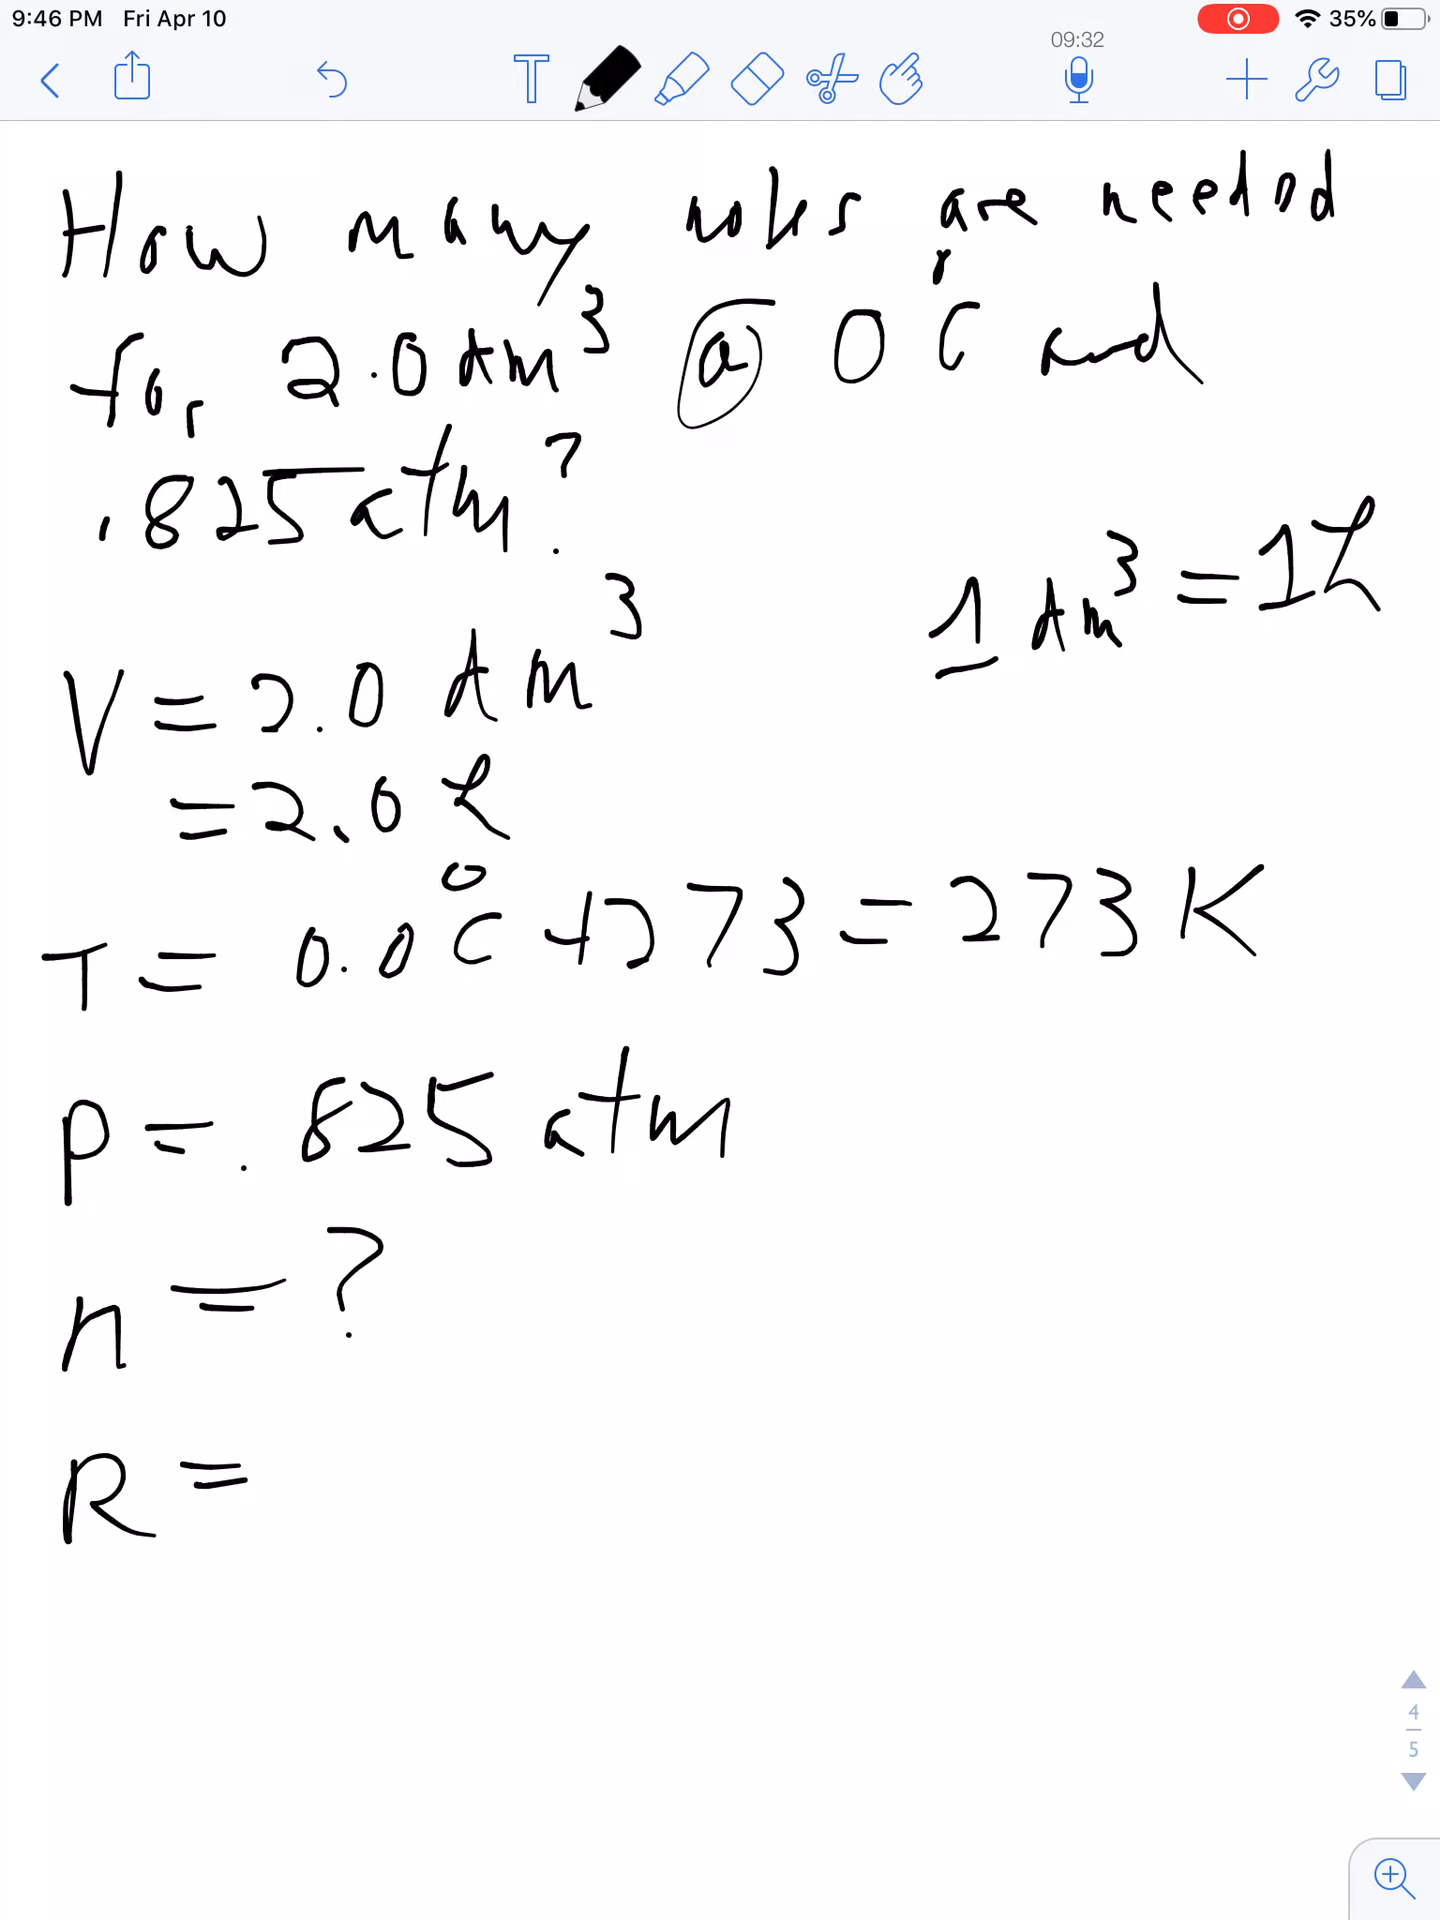 9:46 PM Fri Apr 10
35%
09:32
T
How many moles are needed
for 2.0 dm³ @ 0°C and
.825 atm?
1 dm³ = 1L
V = 2.0 dm³
= 2.0 L
T = 0.0°C + 273 = 273 K
P = .825 atm
n = ?
R =
4
5